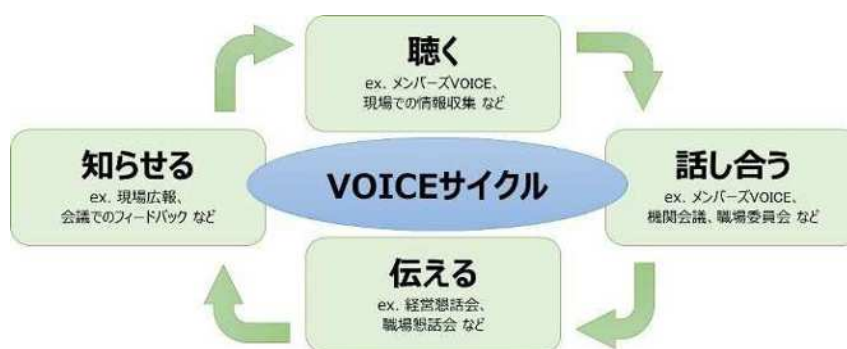 聴く
ex. メンバーズVOICE、
現場での情報収集 など
知らせる
ex. 現場広報、
会議でのフィードバック など
VOICEサイクル
話し合う
ex. メンバーズVOICE、
機関会議、職場委員会 など
伝える
ex. 経営懇話会、
職場懇話会 など